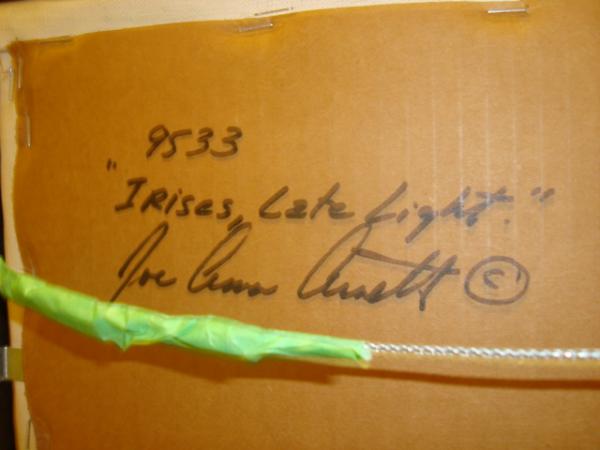 9533
"Irises, Late Light."
Joe Anna Arnett ©